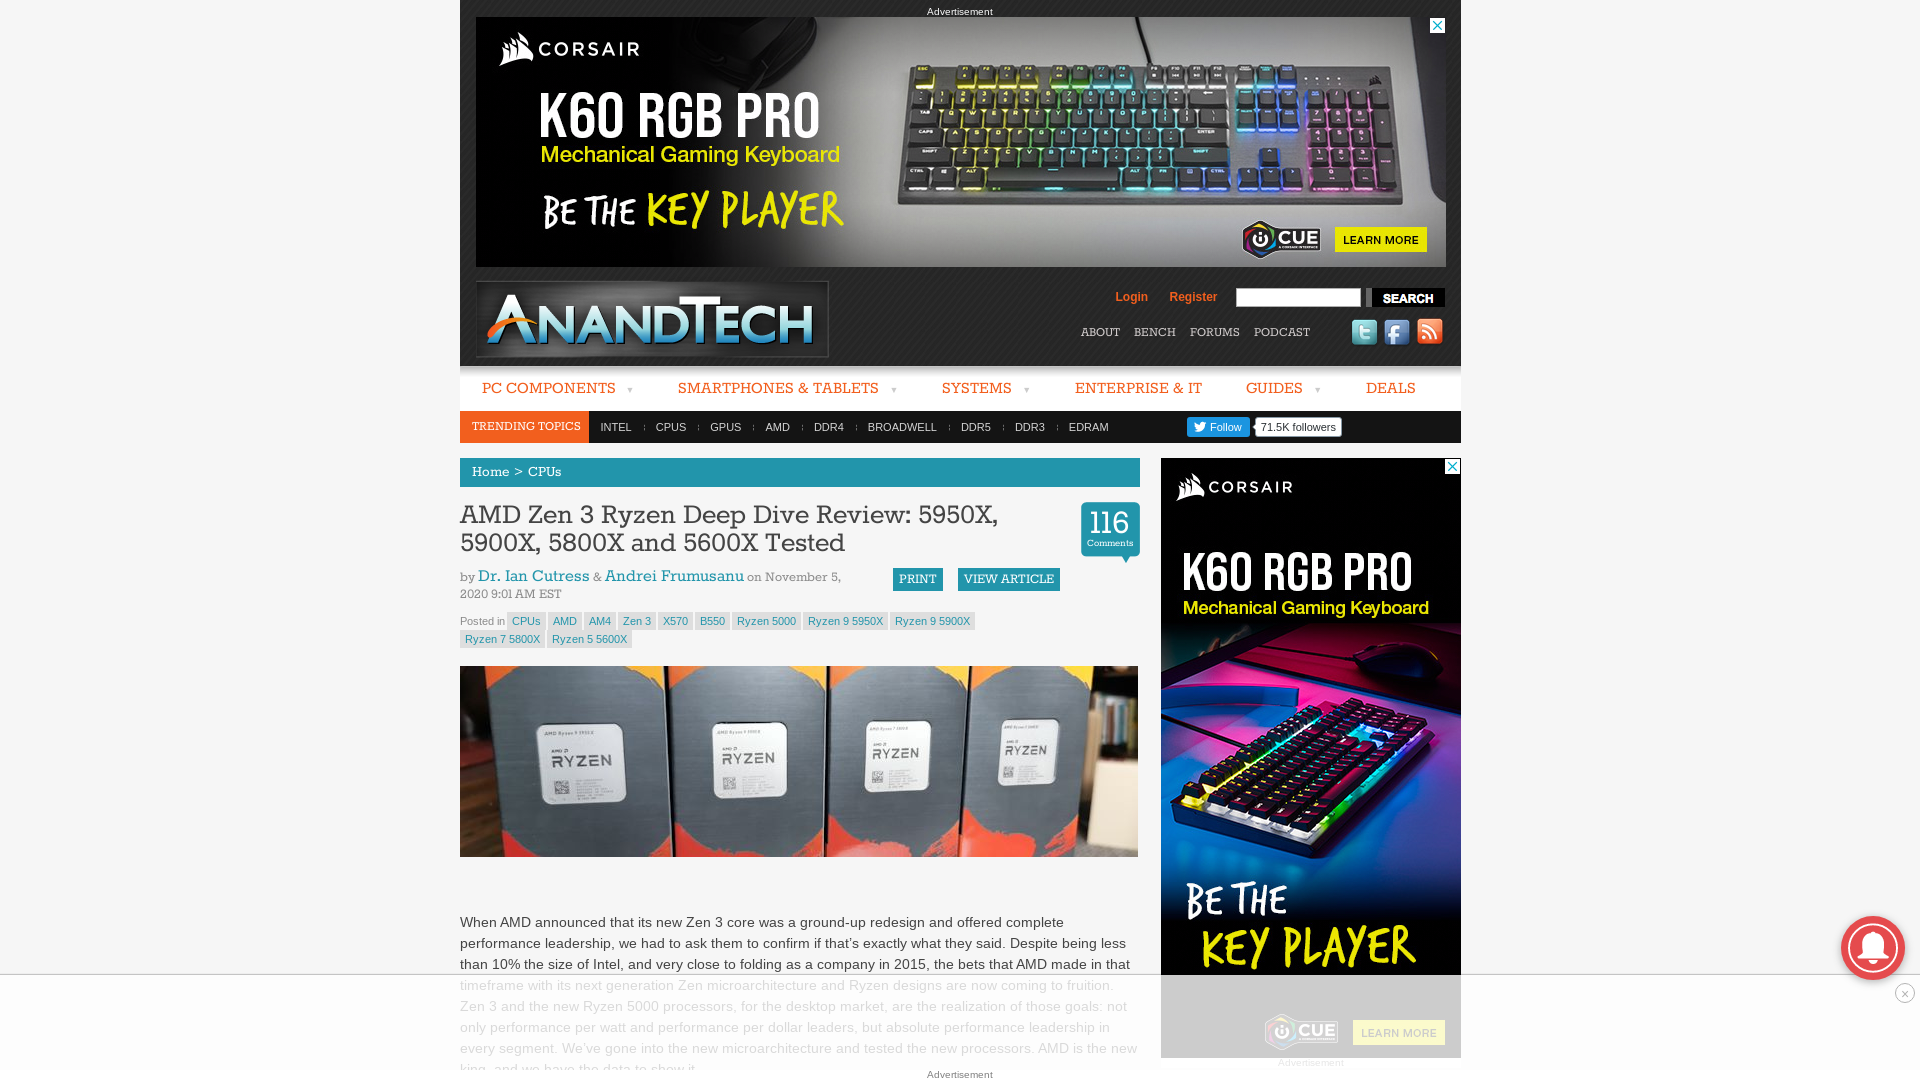 Advertisement
CORSAIR
K60 RGB PRO
Mechanical Gaming Keyboard
BE THE KEY PLAYER
iCUE
LEARN MORE
ANANDTECH
Login
Register
SEARCH
ABOUT
BENCH
FORUMS
PODCAST
PC COMPONENTS
SMARTPHONES & TABLETS
SYSTEMS
ENTERPRISE & IT
GUIDES
DEALS
TRENDING TOPICS
INTEL
CPUS
GPUS
AMD
DDR4
BROADWELL
DDR5
DDR3
EDRAM
Follow
71.5K followers
Home > CPUs
AMD Zen 3 Ryzen Deep Dive Review: 5950X,
5900X, 5800X and 5600X Tested
116
Comments
by Dr. Ian Cutress & Andrei Frumusanu on November 5,
2020 9:01 AM EST
PRINT
VIEW ARTICLE
Posted in CPUs AMD AM4 Zen 3 X570 B550 Ryzen 5000 Ryzen 9 5950X Ryzen 9 5900X
Ryzen 7 5800X Ryzen 5 5600X
RYZEN
RYZEN
RYZEN
RYZEN
When AMD announced that its new Zen 3 core was a ground-up redesign and offered complete
performance leadership, we had to ask them to confirm if that’s exactly what they said. Despite being less
than 10% the size of Intel, and very close to folding as a company in 2015, the bets that AMD made in that
timeframe with its next generation Zen microarchitecture and Ryzen designs are now coming to fruition.
Zen 3 and the new Ryzen 5000 processors, for the desktop market, are the realization of those goals: not
only performance per watt and performance per dollar leaders, but absolute performance leadership in
every segment. We’ve gone into the new microarchitecture and tested the new processors. AMD is the new
king, and we have the data to show it.
CORSAIR
K60 RGB PRO
Mechanical Gaming Keyboard
BE THE
KEY PLAYER
iCUE
LEARN MORE
Advertisement
Advertisement